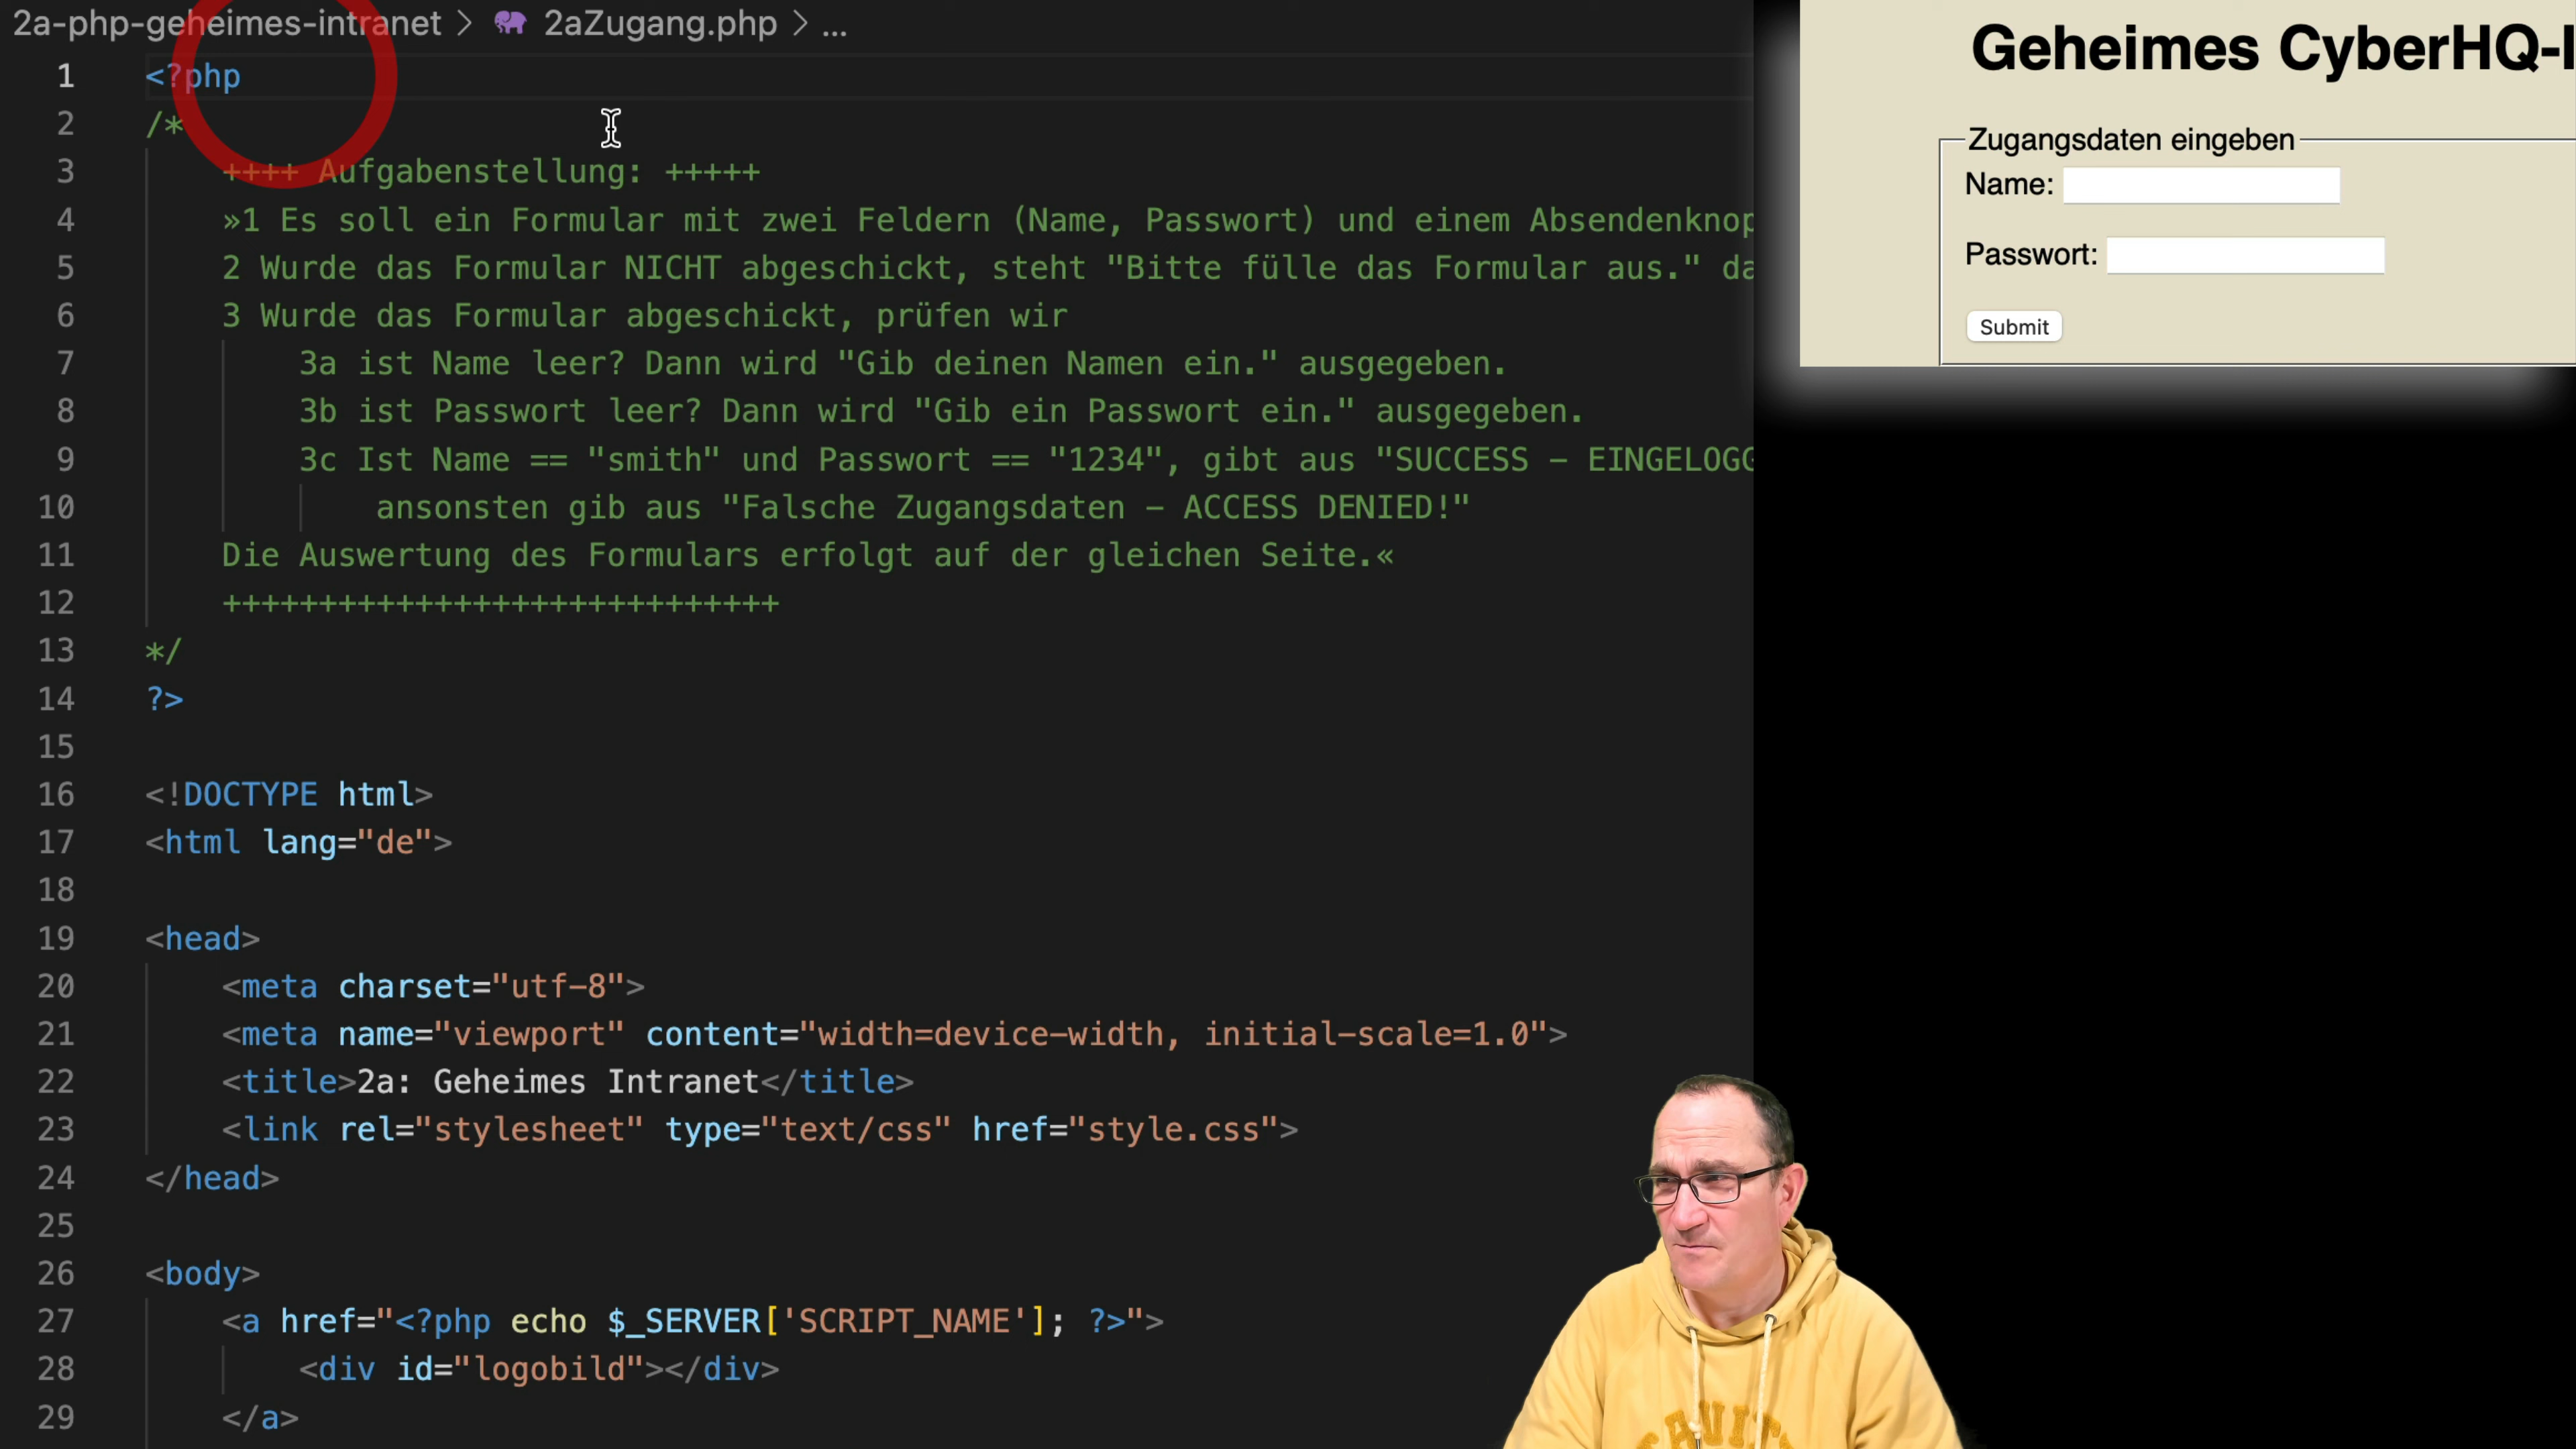 2a-php-geheimes-intranet > 2aZugang.php > ...
1 <?php
2 /*
3 ++++ Aufgabenstellung: +++++
4 »1 Es soll ein Formular mit zwei Feldern (Name, Passwort) und einem Absendenknop
5 2 Wurde das Formular NICHT abgeschickt, steht "Bitte fülle das Formular aus." da
6 3 Wurde das Formular abgeschickt, prüfen wir
7 3a ist Name leer? Dann wird "Gib deinen Namen ein." ausgegeben.
8 3b ist Passwort leer? Dann wird "Gib ein Passwort ein." ausgegeben.
9 3c Ist Name == "smith" und Passwort == "1234", gibt aus "SUCCESS – EINGELOGG
10 ansonsten gib aus "Falsche Zugangsdaten – ACCESS DENIED!"
11 Die Auswertung des Formulars erfolgt auf der gleichen Seite.«
12 +++++++++++++++++++++++++++++
13 */
14 ?>
15
16 <!DOCTYPE html>
17 <html lang="de">
18
19 <head>
20 <meta charset="utf-8">
21 <meta name="viewport" content="width=device-width, initial-scale=1.0">
22 <title>2a: Geheimes Intranet</title>
23 <link rel="stylesheet" type="text/css" href="style.css">
24 </head>
25
26 <body>
27 <a href="<?php echo $_SERVER['SCRIPT_NAME']; ?>">
28 <div id="logobild"></div>
29 </a>
Geheimes CyberHQ-I
Zugangsdaten eingeben
Name:
Passwort:
Submit